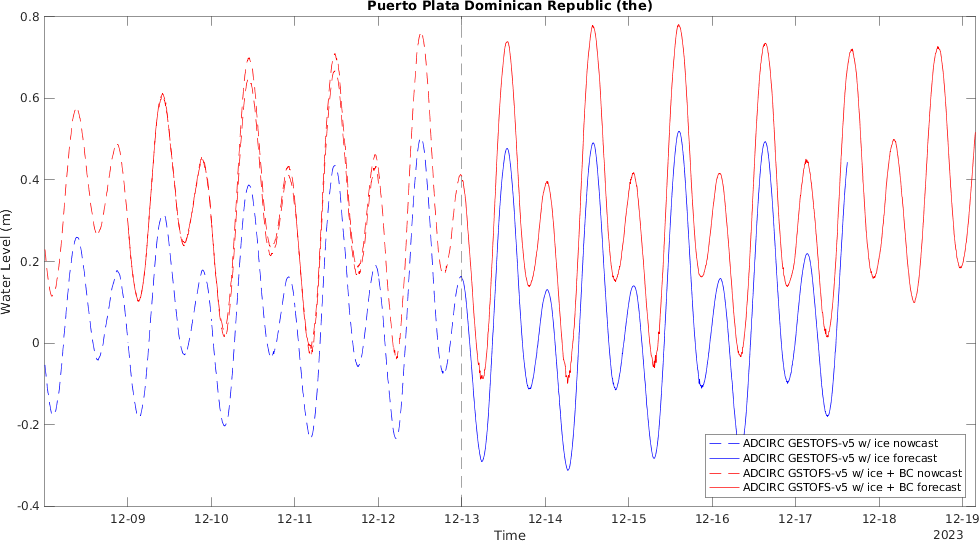 Puerto Plata Dominican Republic (the)
0.8
0.6
0.4
0.2
0
-0.2
-0.4
Water Level (m)
ADCIRC GESTOFS-v5 w/ ice nowcast
ADCIRC GESTOFS-v5 w/ ice forecast
ADCIRC GSTOFS-v5 w/ ice + BC nowcast
ADCIRC GSTOFS-v5 w/ ice + BC forecast
12-09 12-10 12-11 12-12 12-13 12-14 12-15 12-16 12-17 12-18 12-19
Time
2023